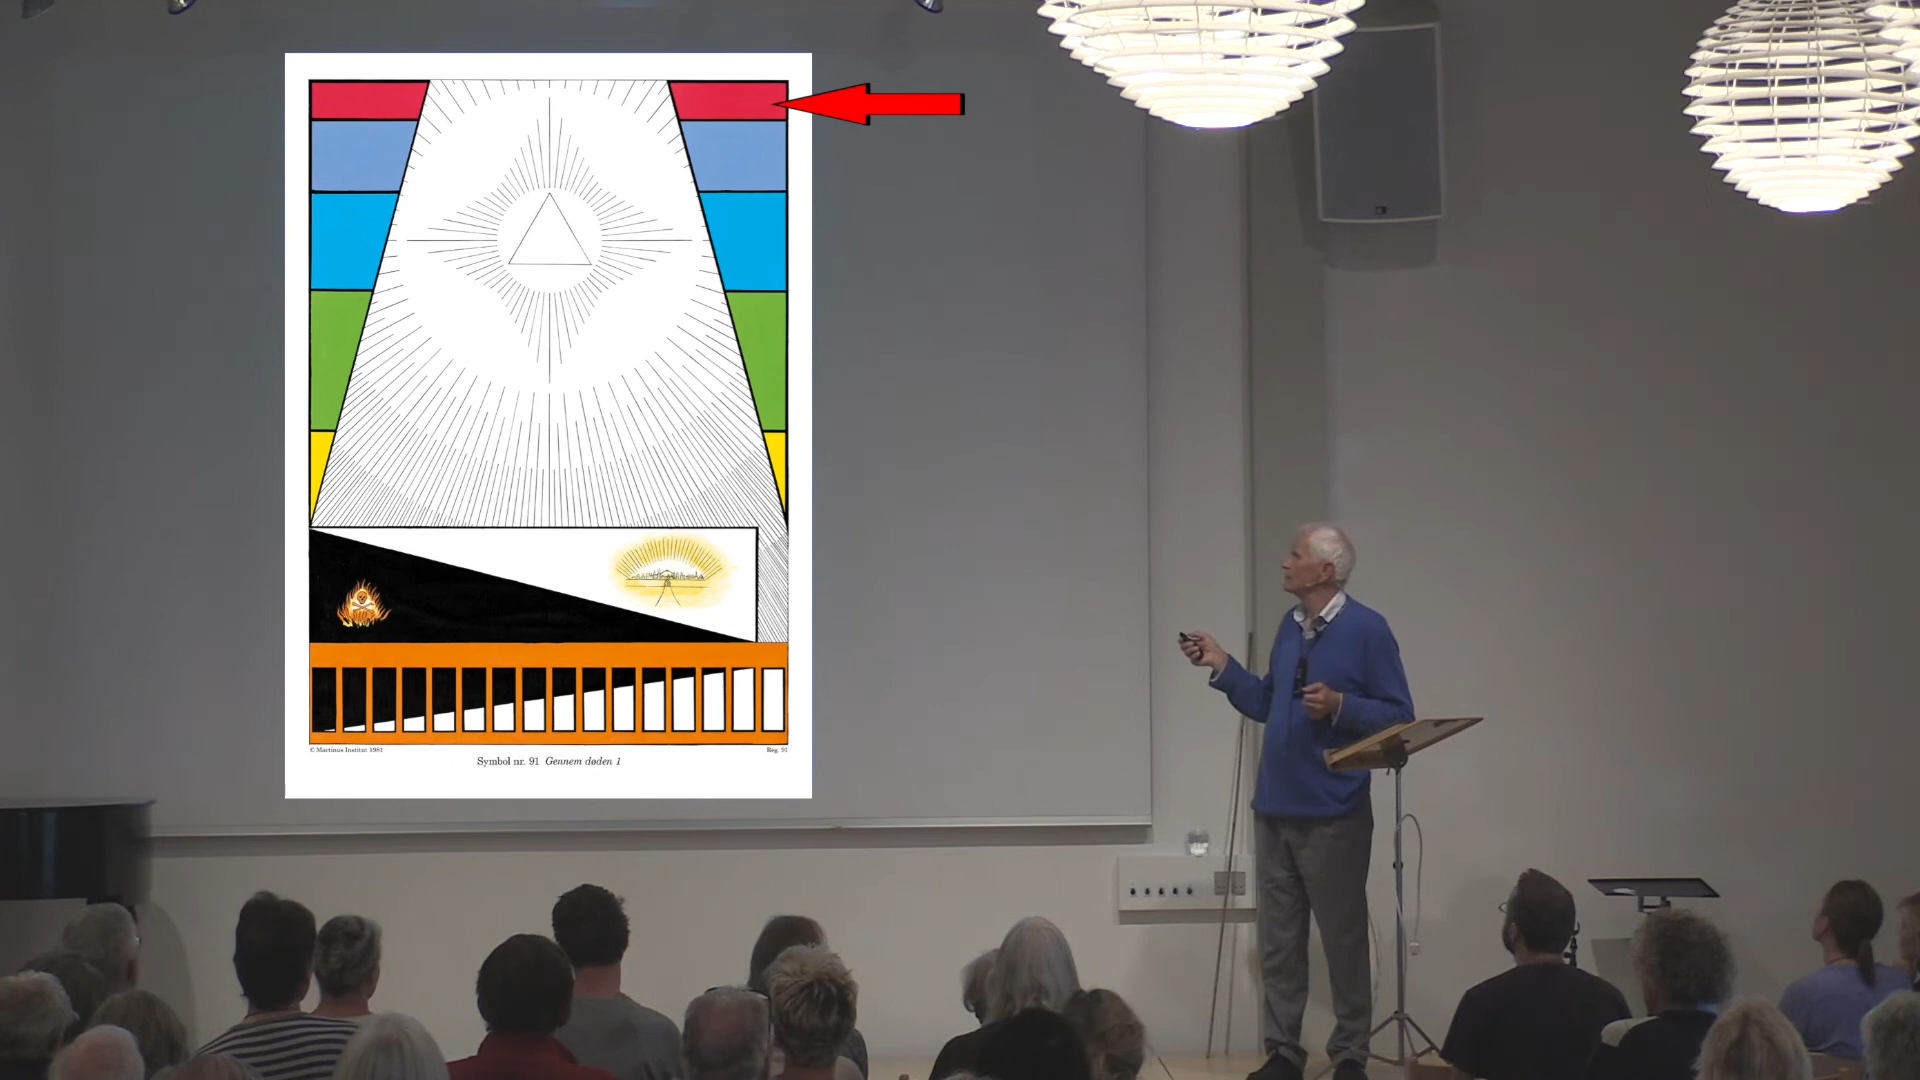 © Martinus Institut 1981
Reg. 91
Symbol nr. 91 Gennem døden 1